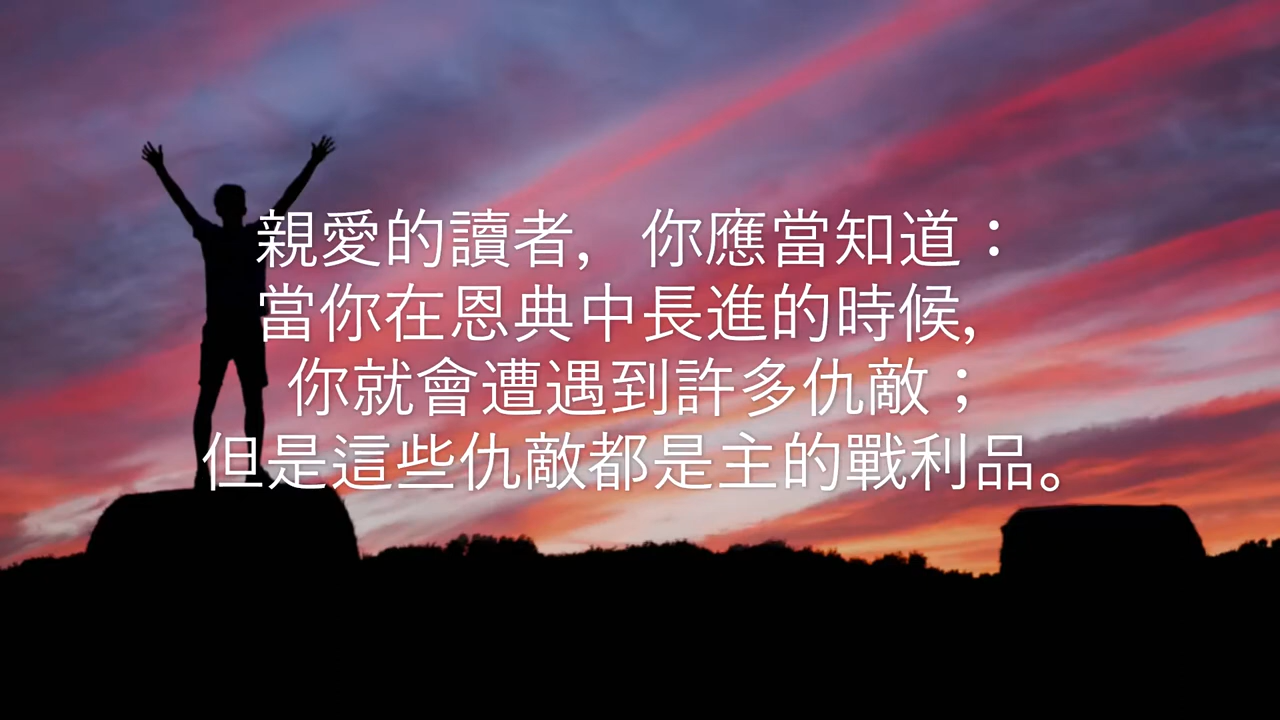 親愛的讀者，你應當知道：
當你在恩典中長進的時候,
你就會遭遇到許多仇敵；
但是這些仇敵都是主的戰利品。